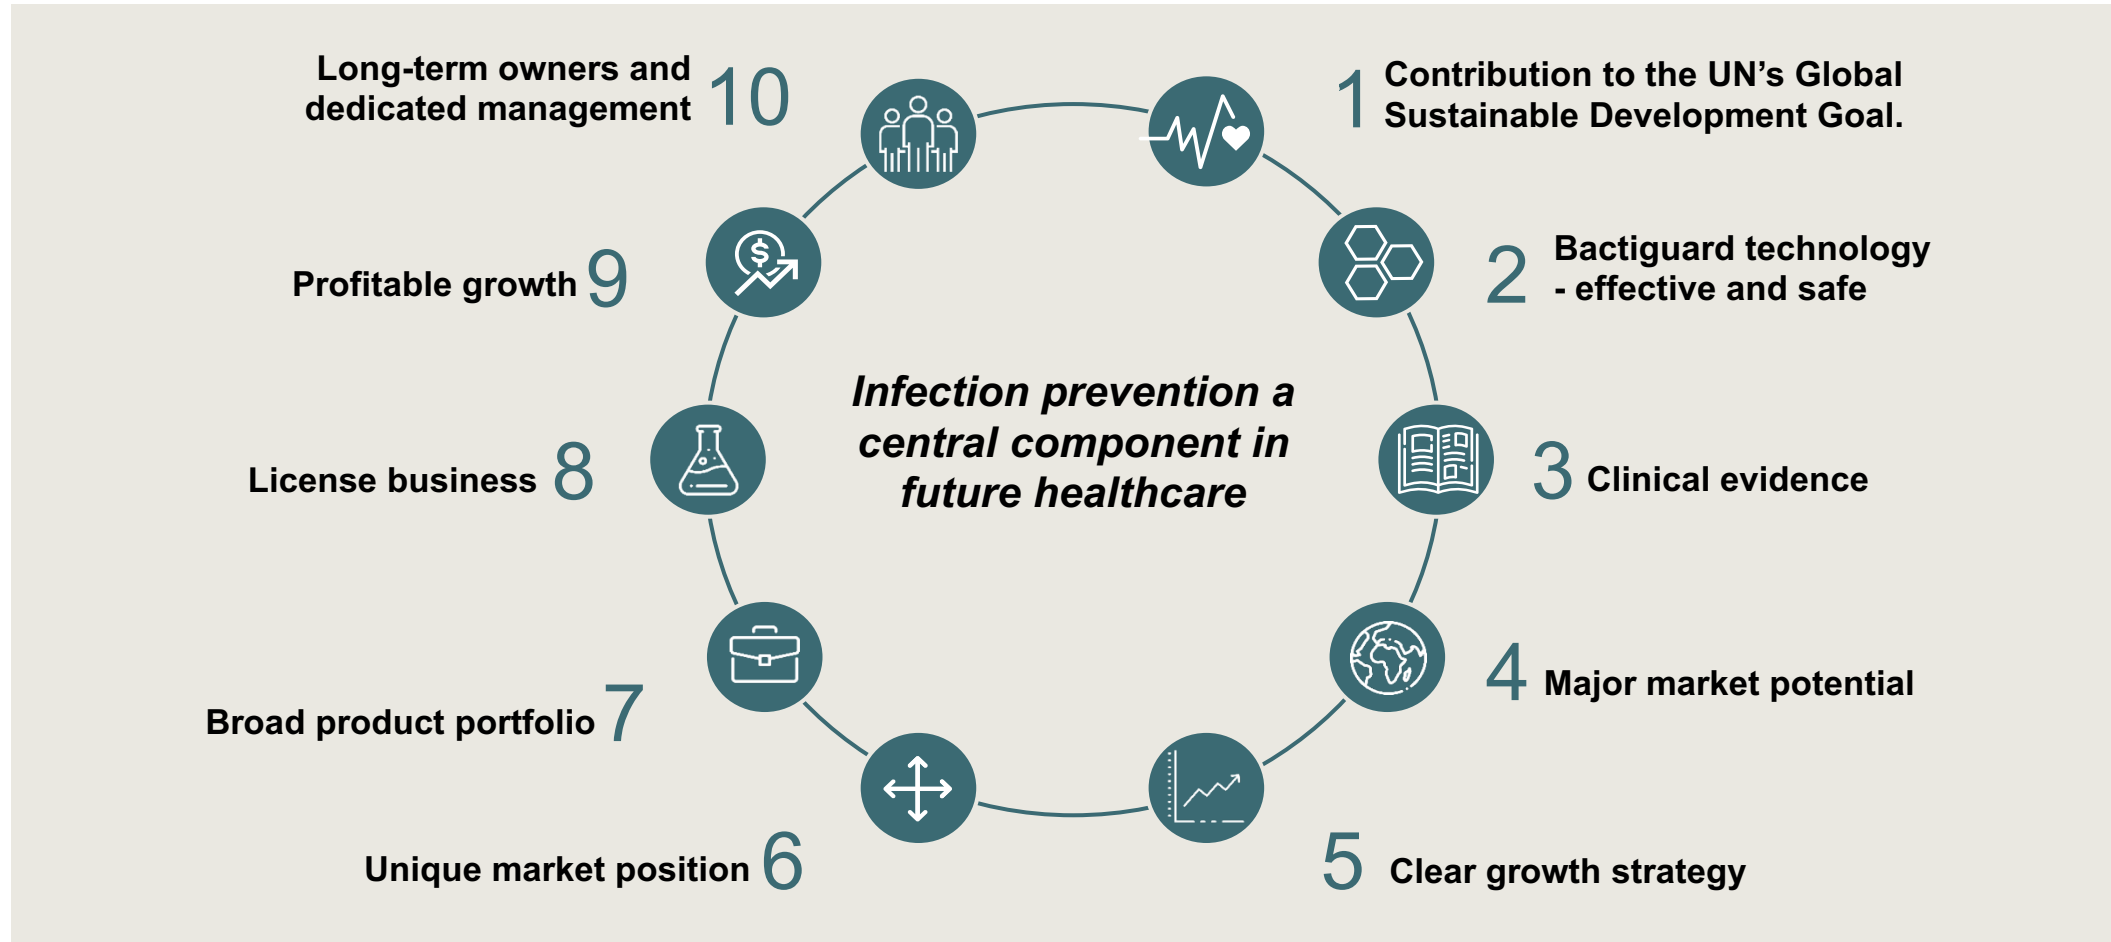 1
Contribution to the UN’s Global
Sustainable Development Goal.
2
Bactiguard technology
- effective and safe
3
Clinical evidence
4
Major market potential
5
Clear growth strategy
6
Unique market position
7
Broad product portfolio
8
License business
9
Profitable growth
$
10
Long-term owners and
dedicated management
Infection prevention a
central component in
future healthcare